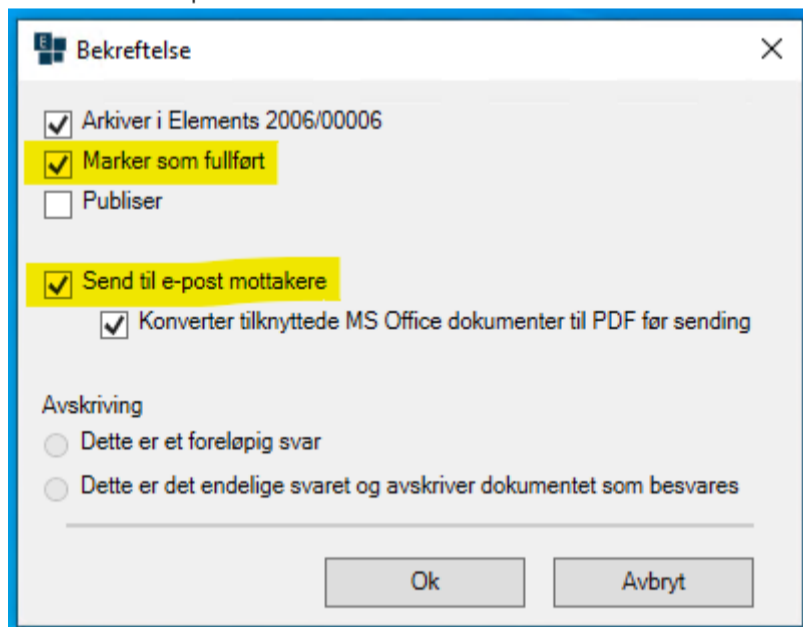 Bekreftelse
Arkiver i Elements 2006/00006
Marker som fullført
Publiser
Send til e-post mottakere
Konverter tilknyttede MS Office dokumenter til PDF før sending
Avskriving
Dette er et foreløpig svar
Dette er det endelige svaret og avskriver dokumentet som besvares
Ok
Avbryt